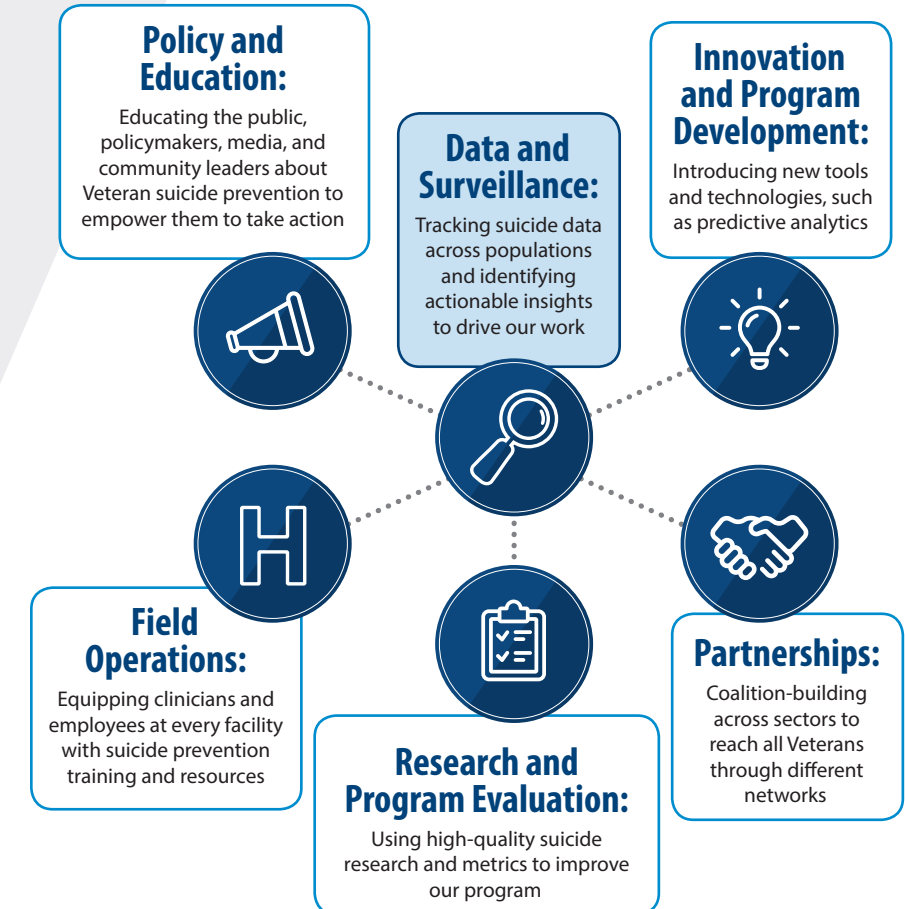 Policy and
Education:
Educating the public,
policymakers, media, and
community leaders about
Veteran suicide prevention to
empower them to take action
Data and
Surveillance:
Tracking suicide data
across populations
and identifying
actionable insights
to drive our work
Innovation
and Program
Development:
Introducing new tools
and technologies, such
as predictive analytics
H
Field
Operations:
Equipping clinicians and
employees at every facility
with suicide prevention
training and resources
Research and
Program Evaluation:
Using high-quality suicide
research and metrics to improve
our program
Partnerships:
Coalition-building
across sectors to
reach all Veterans
through different
networks